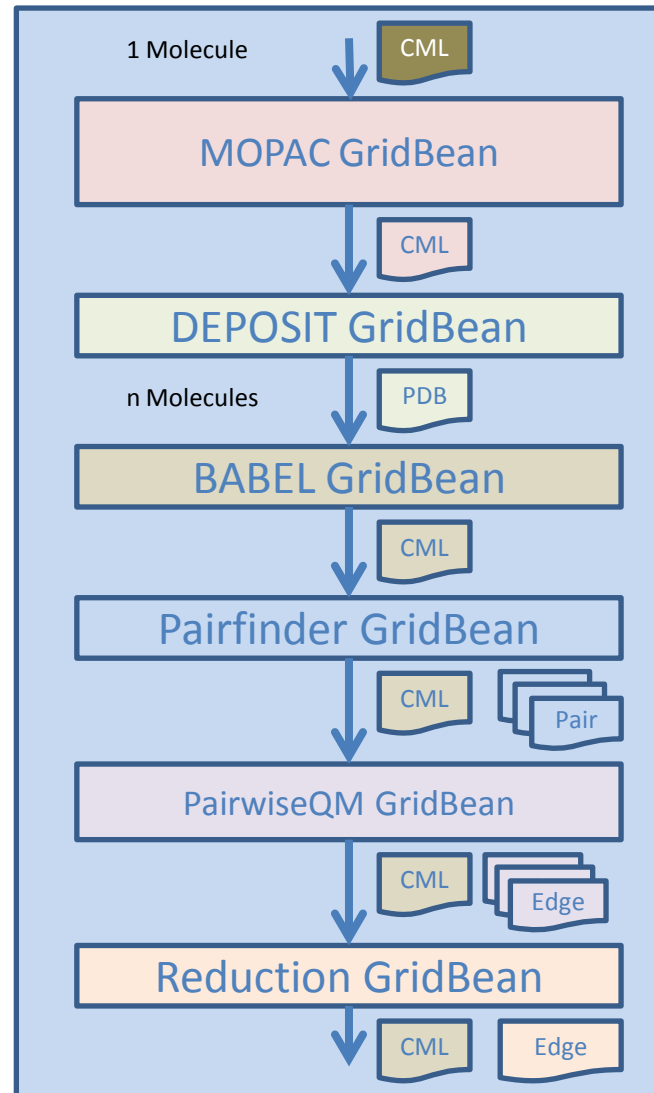 1 Molecule
CML
MOPAC GridBean
CML
DEPOSIT GridBean
n Molecules
PDB
BABEL GridBean
CML
Pairfinder GridBean
CML
Pair
PairwiseQM GridBean
CML
Edge
Reduction GridBean
CML
Edge